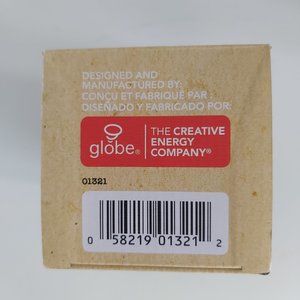 DESIGNED AND
MANUFACTURED BY:
CONÇU ET FABRIQUÉ PAR
DISEÑADO Y FABRICADO POR:
globe®
THE CREATIVE
ENERGY
COMPANY®
01321
0 58219 01321 2